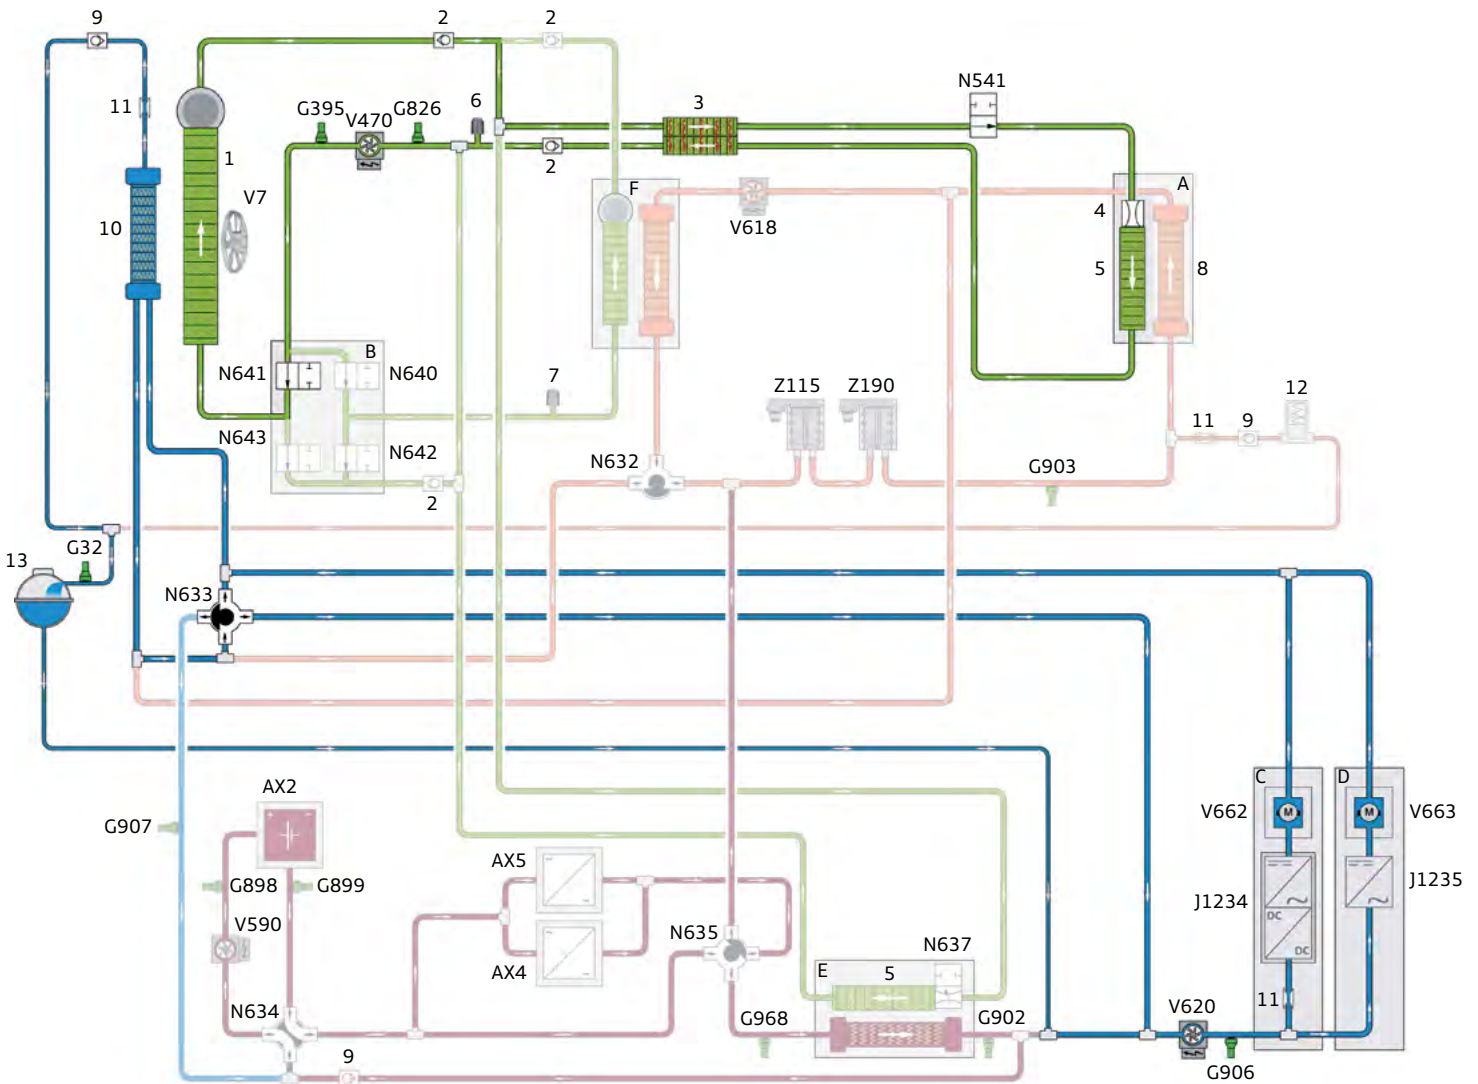 9
2
2
N541
11
G395
V470
G826
6
3
1
2
V7
F
A
4
V618
10
5
8
B
N641
N640
7
Z115
Z190
12
N643
N642
11
9
N632
G903
2
13
G32
N633
C
D
AX2
V662
M
M
V663
G907
AX5
G898
G899
J1234
J1235
DC
V590
N635
N637
AX4
E
5
DC
11
N634
G968
G902
V620
9
G906